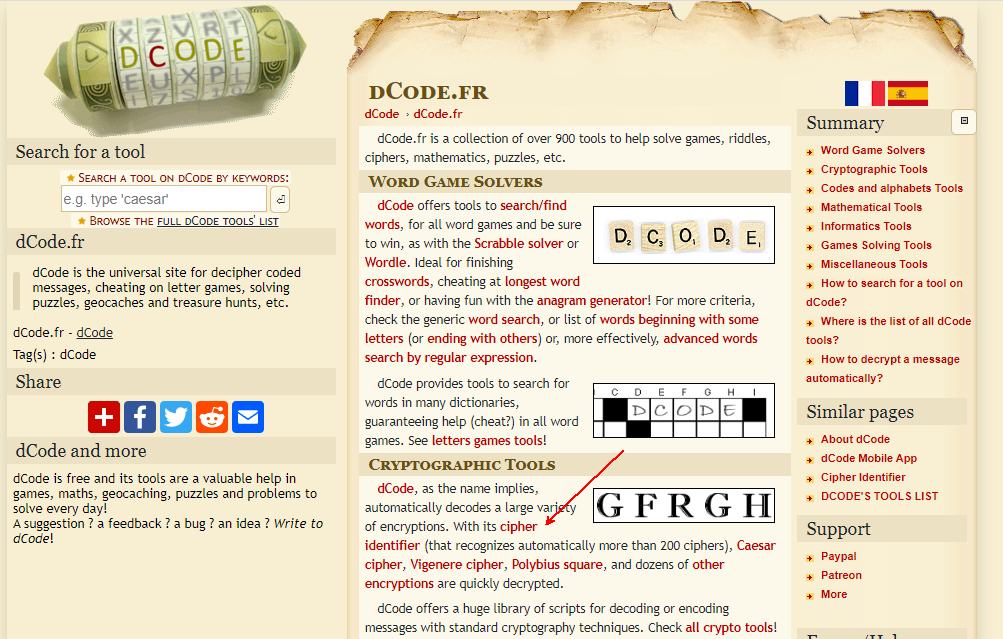 X Z V R T
D C O D E
E U X P L
Search for a tool
★ Search a tool on dCode by keywords:
e.g. type 'caesar'
★ Browse the full dCode tools' list
dCode.fr
dCode is the universal site for decipher coded
messages, cheating on letter games, solving
puzzles, geocaches and treasure hunts, etc.
dCode.fr - dCode
Tag(s) : dCode
Share
dCode and more
dCode is free and its tools are a valuable help in
games, maths, geocaching, puzzles and problems to
solve every day!
A suggestion ? a feedback ? a bug ? an idea ? Write to
dCode!
dCode.fr
dCode › dCode.fr
dCode.fr is a collection of over 900 tools to help solve games, riddles,
ciphers, mathematics, puzzles, etc.
Word Game Solvers
dCode offers tools to search/find
words, for all word games and be sure
to win, as with the Scrabble solver or
Wordle. Ideal for finishing
crosswords, cheating at longest word
finder, or having fun with the anagram generator! For more criteria,
check the generic word search, or list of words beginning with some
letters (or ending with others) or, more effectively, advanced words
search by regular expression.
D2 C3 O1 D2 E1
dCode provides tools to search for
words in many dictionaries,
guaranteeing help (cheat?) in all word
games. See letters games tools!
C D E F G H I
D C O D E
Cryptographic Tools
dCode, as the name implies,
automatically decodes a large variety
of encryptions. With its cipher
identifier (that recognizes automatically more than 200 ciphers), Caesar
cipher, Vigenere cipher, Polybius square, and dozens of other
encryptions are quickly decrypted.
GFRGH
dCode offers a huge library of scripts for decoding or encoding
messages with standard cryptography techniques. Check all crypto tools!
Summary
Word Game Solvers
Cryptographic Tools
Codes and alphabets Tools
Mathematical Tools
Informatics Tools
Games Solving Tools
Miscellaneous Tools
How to search for a tool on
dCode?
Where is the list of all dCode
tools?
How to decrypt a message
automatically?
Similar pages
About dCode
dCode Mobile App
Cipher Identifier
DCODE'S TOOLS LIST
Support
Paypal
Patreon
More